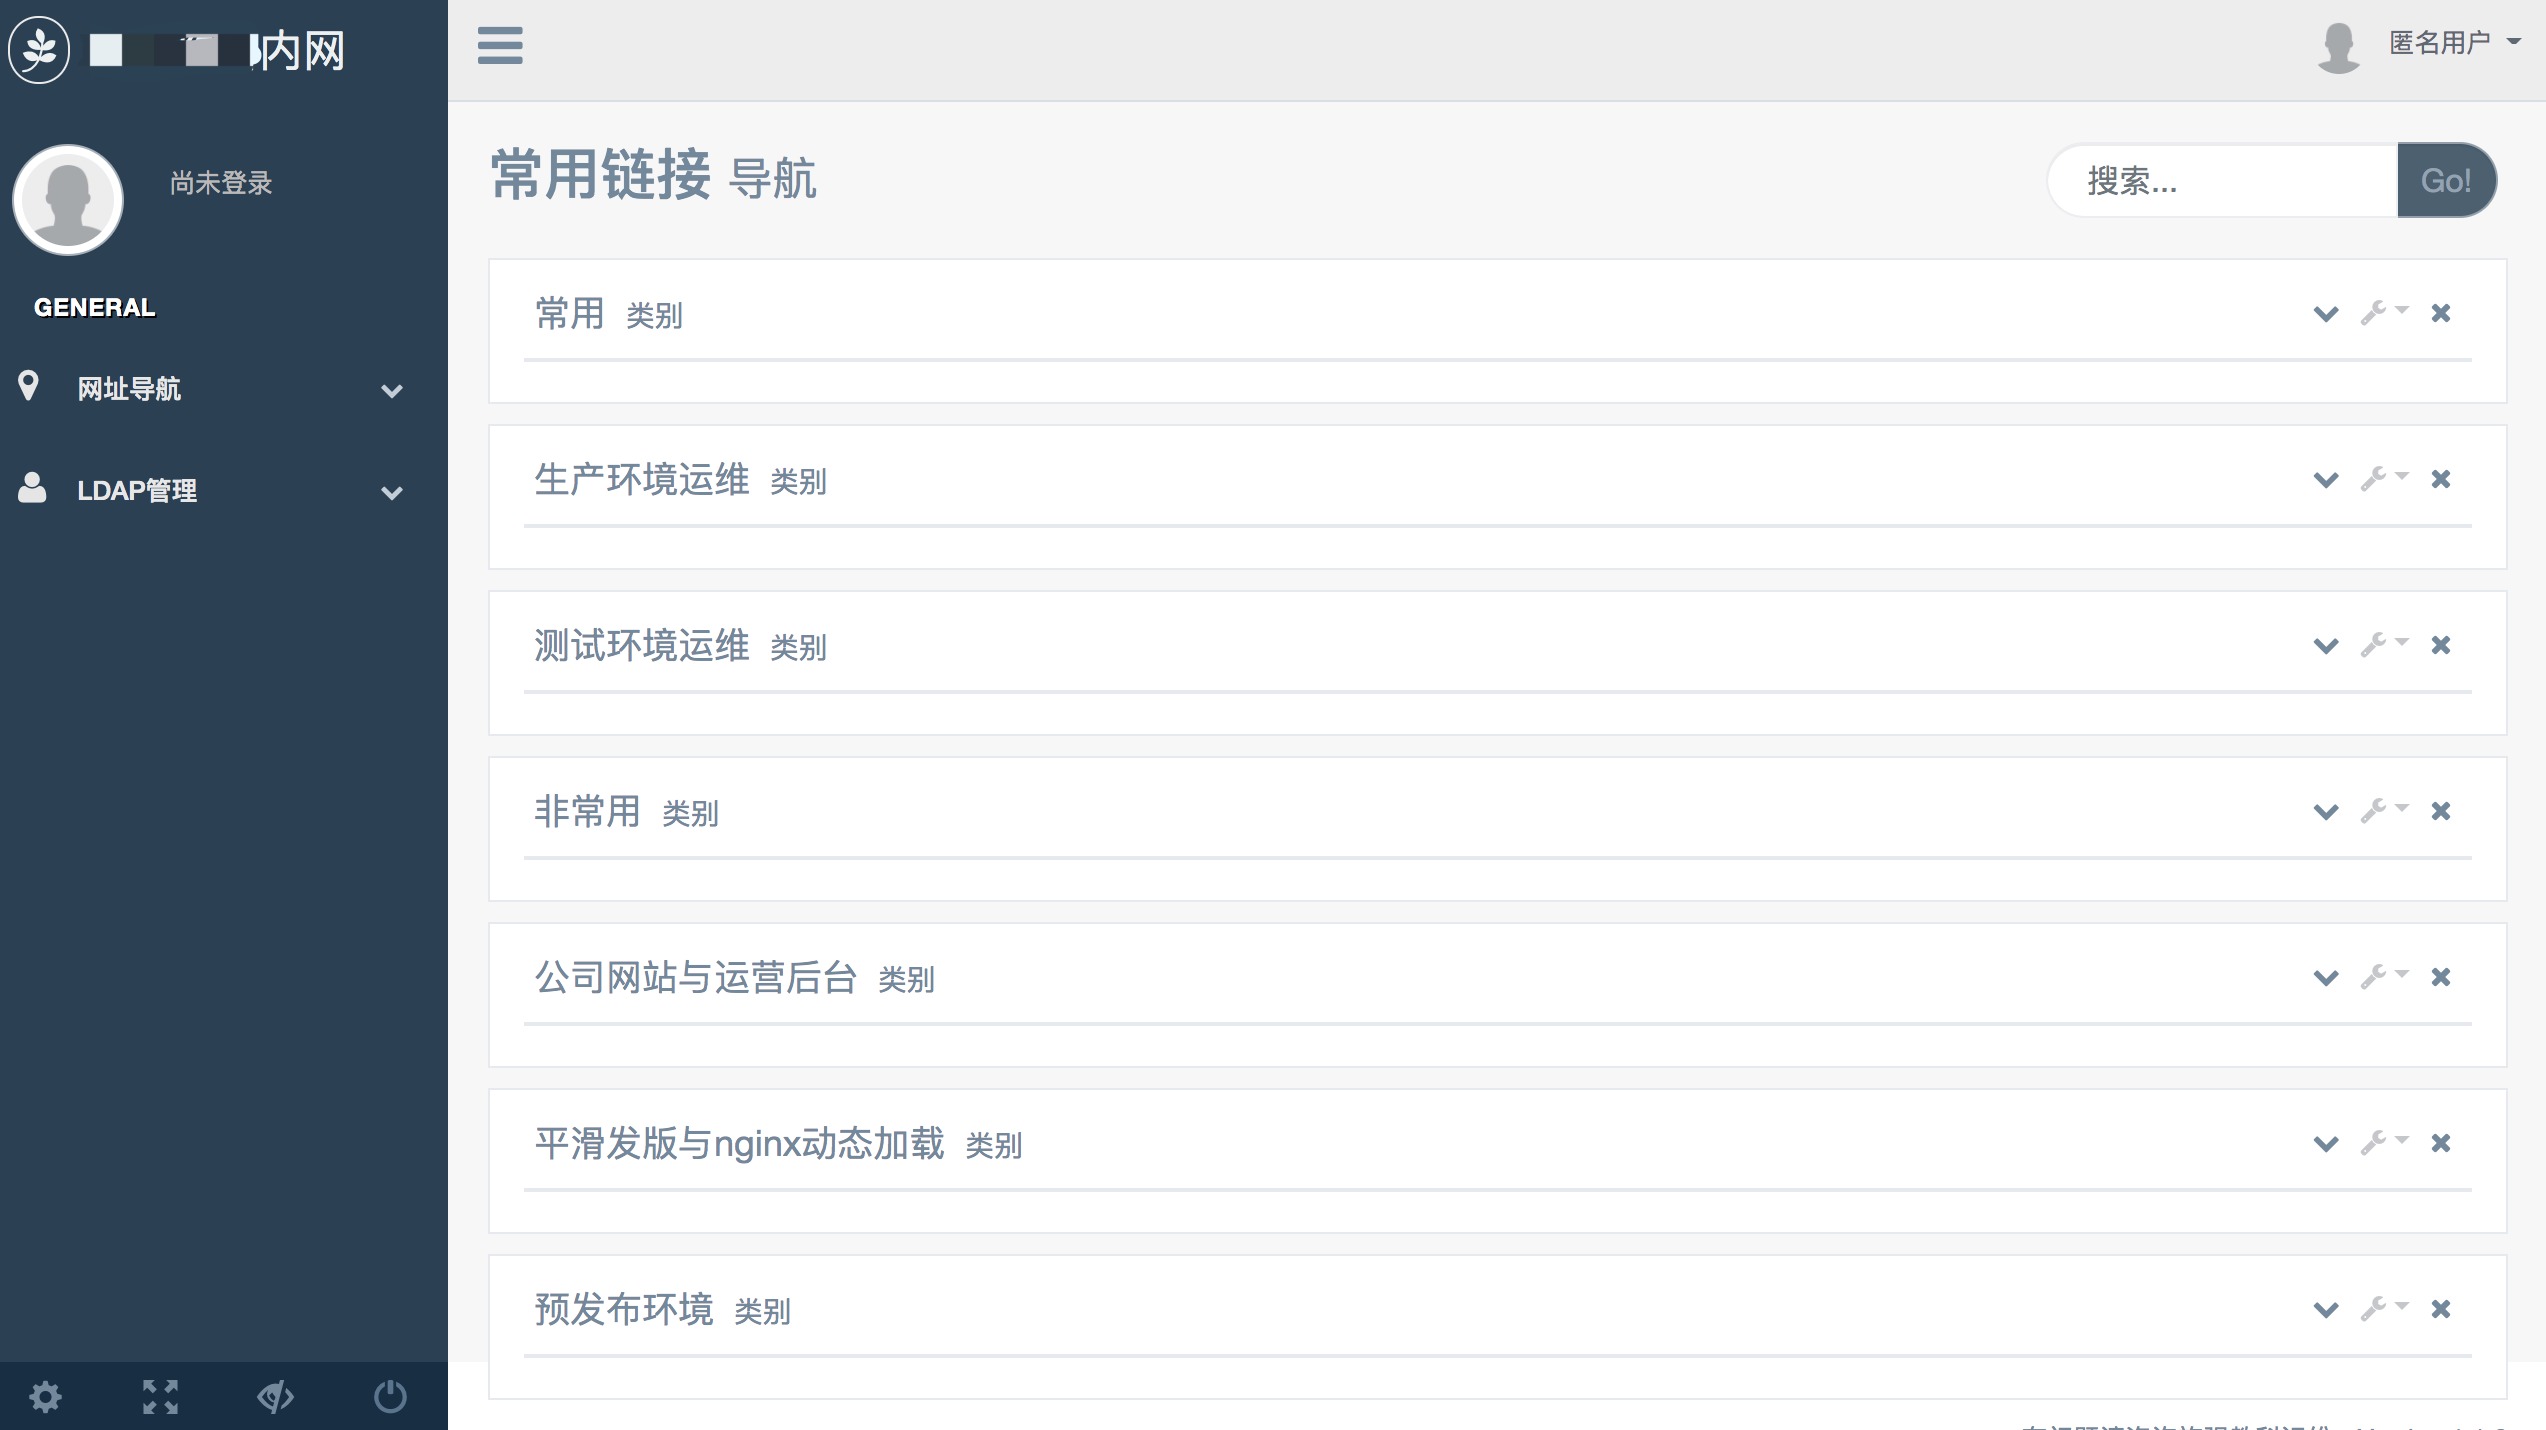 内网
匿名用户
尚未登录
GENERAL
网址导航
LDAP管理
常用链接 导航
搜索...
Go!
常用 类别
生产环境运维 类别
测试环境运维 类别
非常用 类别
公司网站与运营后台 类别
平滑发版与nginx动态加载 类别
预发布环境 类别